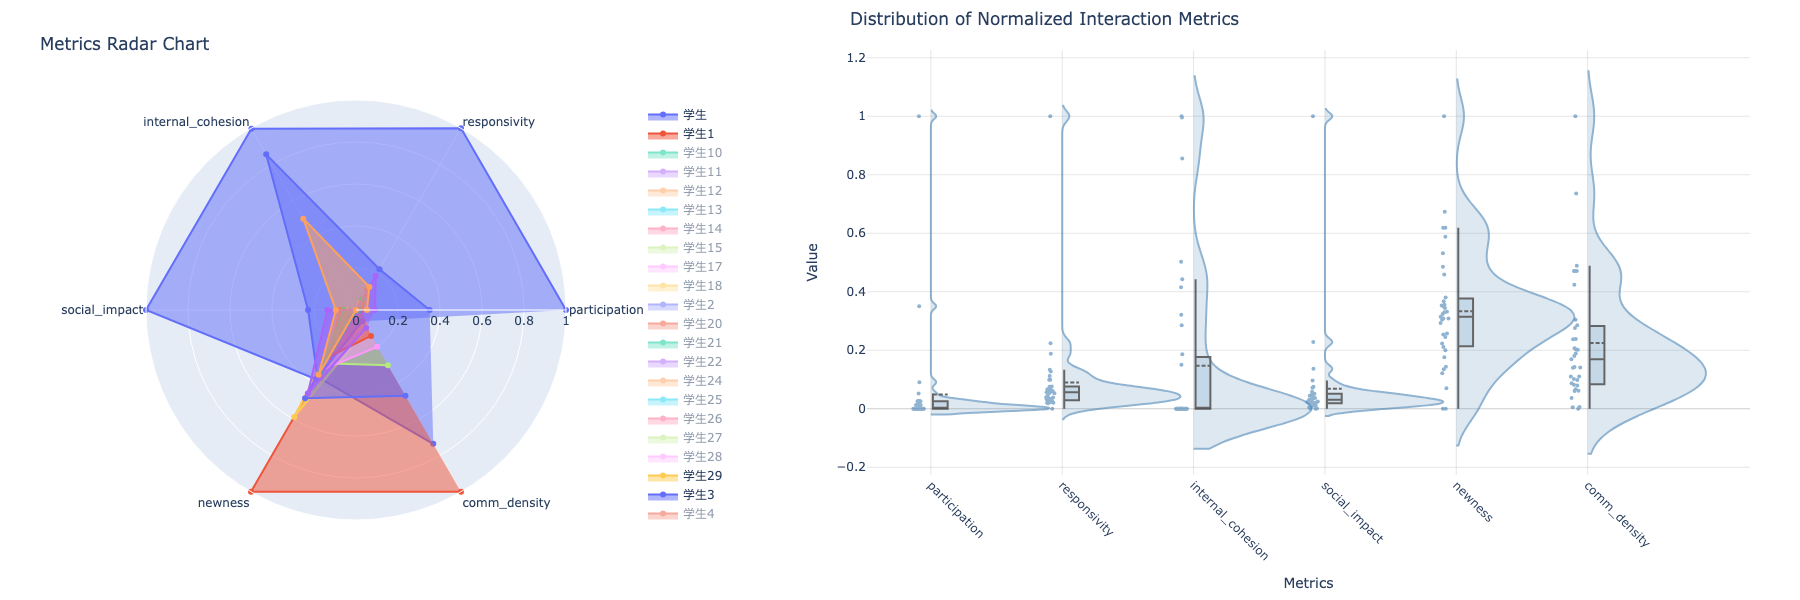 Metrics Radar Chart
internal_cohesion
responsivity
social_impact
participation
0
0.2
0.4
0.6
0.8
1
newness
comm_density
学生
学生1
学生10
学生11
学生12
学生13
学生14
学生15
学生17
学生18
学生2
学生20
学生21
学生22
学生24
学生25
学生26
学生27
学生28
学生29
学生3
学生4
Distribution of Normalized Interaction Metrics
1.2
1
0.8
0.6
0.4
0.2
0
−0.2
Value
participation
responsivity
internal_cohesion
social_impact
newness
comm_density
Metrics